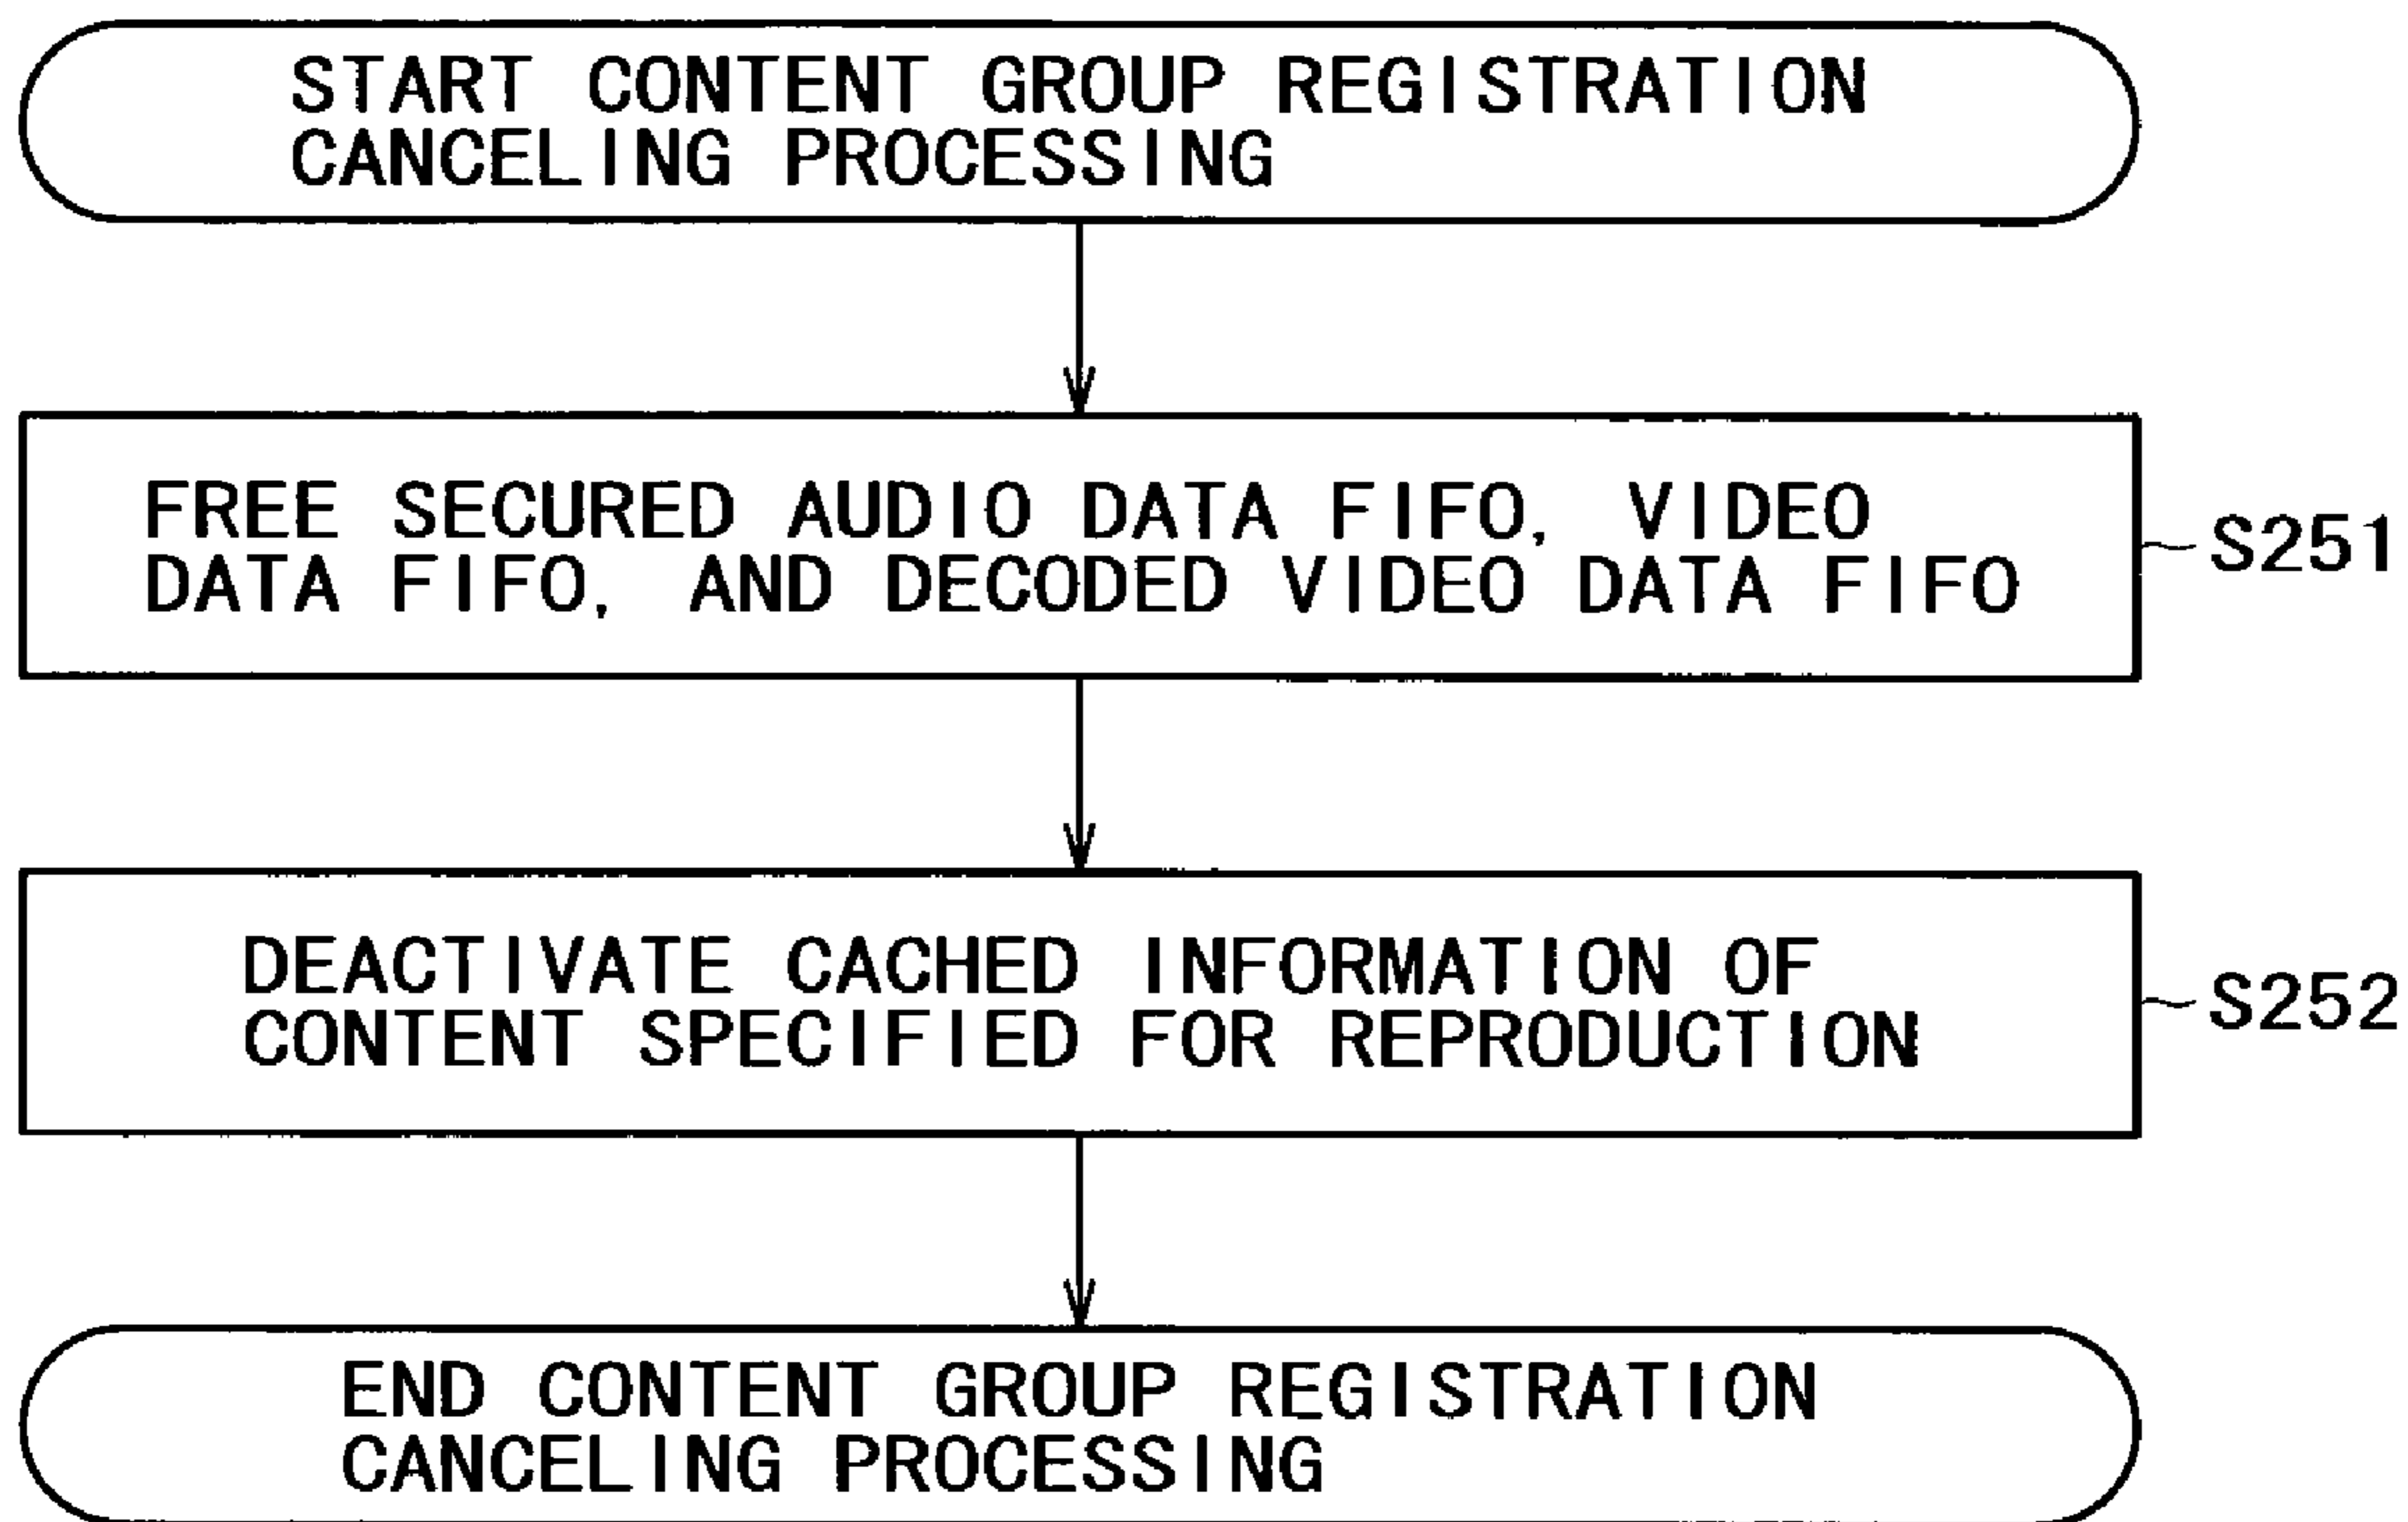 START CONTENT GROUP REGISTRATION
CANCELING PROCESSING
FREE SECURED AUDIO DATA FIFO, VIDEO
DATA FIFO, AND DECODED VIDEO DATA FIFO
S251
DEACTIVATE CACHED INFORMATION OF
CONTENT SPECIFIED FOR REPRODUCTION
S252
END CONTENT GROUP REGISTRATION
CANCELING PROCESSING